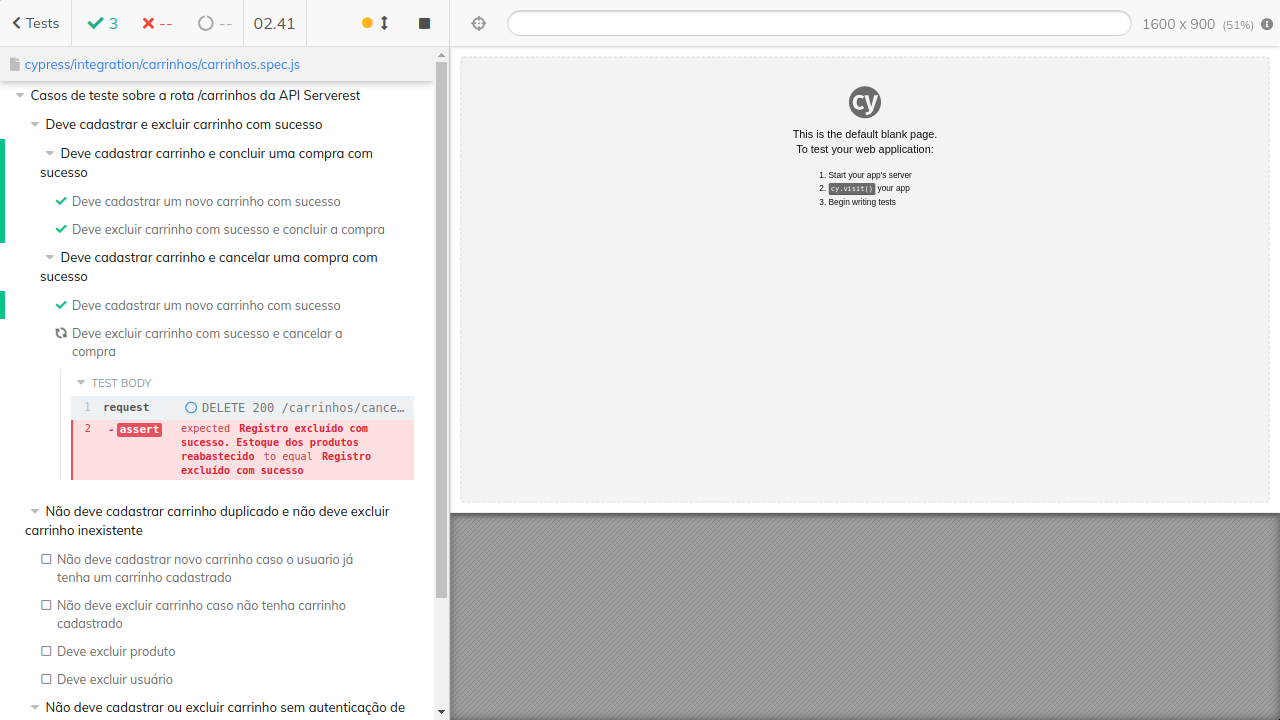 Tests
3
--
--
02.41
1600 x 900 (51%)
cypress/integration/carrinhos/carrinhos.spec.js
Casos de teste sobre a rota /carrinhos da API Serverest
Deve cadastrar e excluir carrinho com sucesso
Deve cadastrar carrinho e concluir uma compra com
sucesso
Deve cadastrar um novo carrinho com sucesso
Deve excluir carrinho com sucesso e concluir a compra
Deve cadastrar carrinho e cancelar uma compra com
sucesso
Deve cadastrar um novo carrinho com sucesso
Deve excluir carrinho com sucesso e cancelar a
compra
TEST BODY
1 request DELETE 200 /carrinhos/cance…
2 -assert expected Registro excluído com
sucesso. Estoque dos produtos
reabastecido to equal Registro
excluído com sucesso
Não deve cadastrar carrinho duplicado e não deve excluir
carrinho inexistente
Não deve cadastrar novo carrinho caso o usuario já
tenha um carrinho cadastrado
Não deve excluir carrinho caso não tenha carrinho
cadastrado
Deve excluir produto
Deve excluir usuário
Não deve cadastrar ou excluir carrinho sem autenticação de
cy
This is the default blank page.
To test your web application:
1. Start your app's server
2. cy.visit() your app
3. Begin writing tests